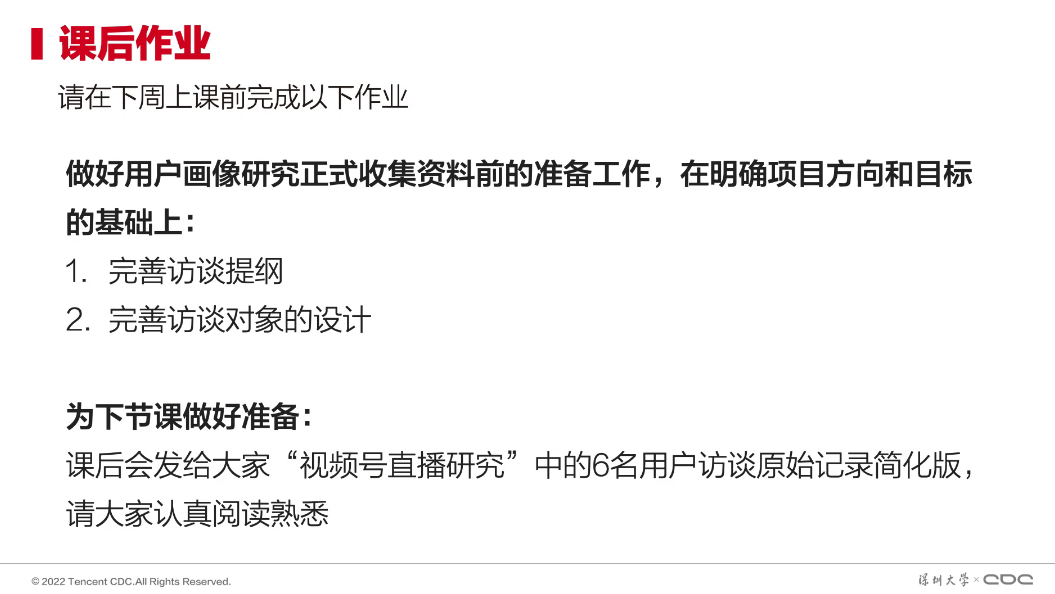 课后作业
请在下周上课前完成以下作业
做好用户画像研究正式收集资料前的准备工作，在明确项目方向和目标
的基础上：
1. 完善访谈提纲
2. 完善访谈对象的设计
为下节课做好准备：
课后会发给大家“视频号直播研究”中的6名用户访谈原始记录简化版，
请大家认真阅读熟悉
© 2022 Tencent CDC.All Rights Reserved.
深圳大学 × CDC